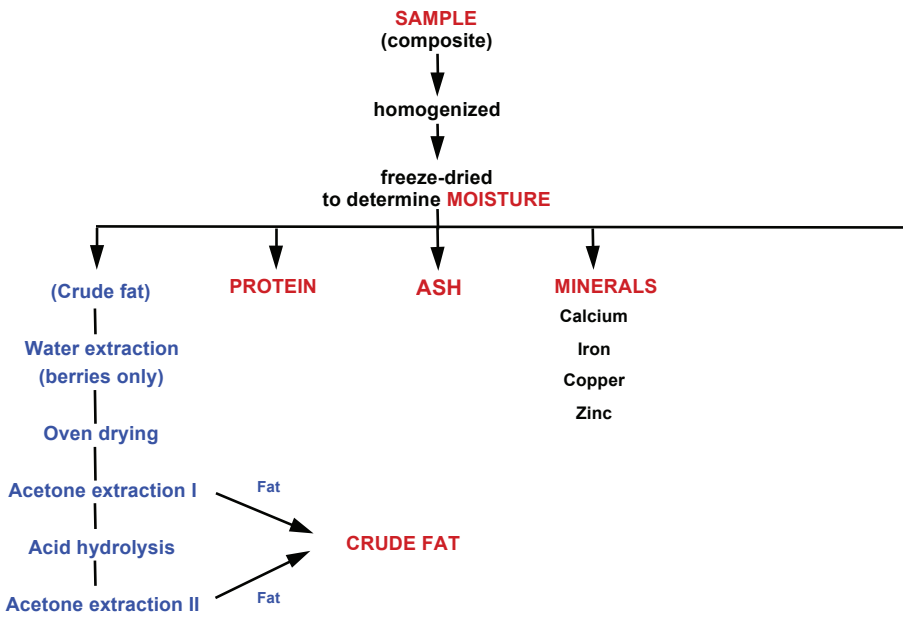 SAMPLE
(composite)
homogenized
freeze-dried
to determine MOISTURE
(Crude fat)
PROTEIN
ASH
MINERALS
Calcium
Iron
Copper
Zinc
Water extraction
(berries only)
Oven drying
Acetone extraction I
Fat
Acid hydrolysis
CRUDE FAT
Acetone extraction II
Fat